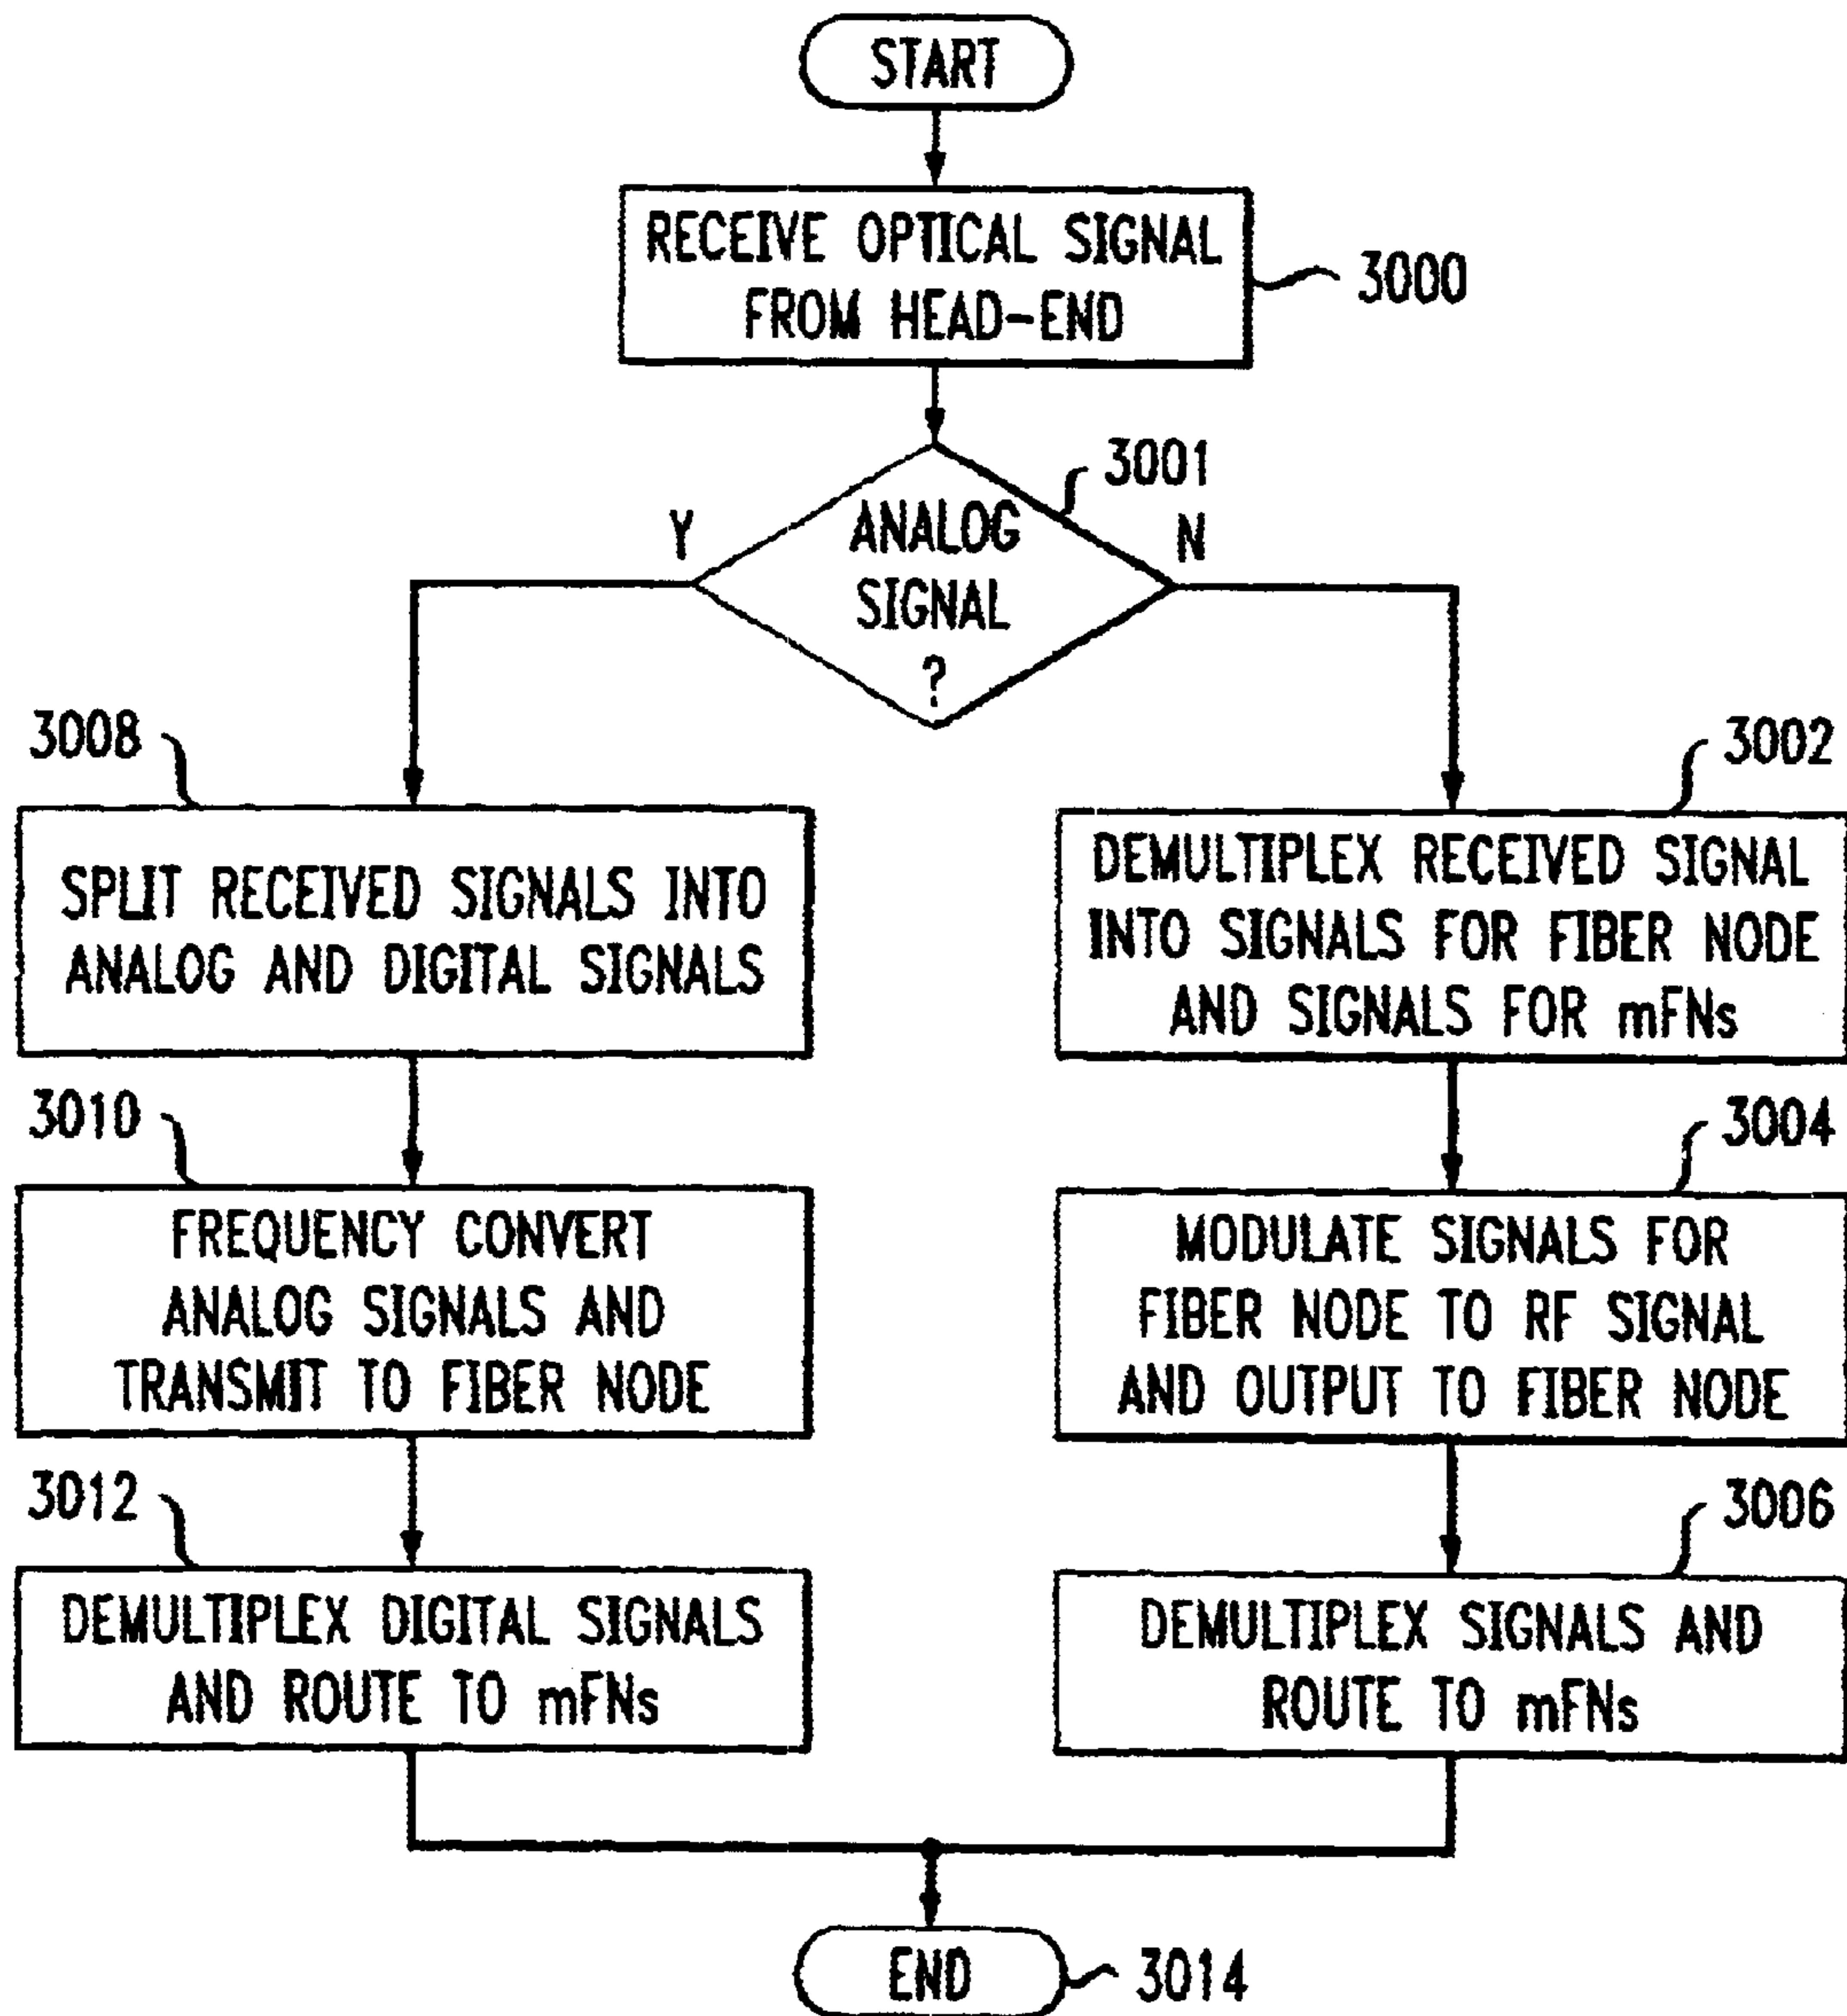 START
RECEIVE OPTICAL SIGNAL
FROM HEAD-END
3000
3001
ANALOG
SIGNAL
?
Y
N
3008
SPLIT RECEIVED SIGNALS INTO
ANALOG AND DIGITAL SIGNALS
3010
FREQUENCY CONVERT
ANALOG SIGNALS AND
TRANSMIT TO FIBER NODE
3012
DEMULTIPLEX DIGITAL SIGNALS
AND ROUTE TO mFNs
3002
DEMULTIPLEX RECEIVED SIGNAL
INTO SIGNALS FOR FIBER NODE
AND SIGNALS FOR mFNs
3004
MODULATE SIGNALS FOR
FIBER NODE TO RF SIGNAL
AND OUTPUT TO FIBER NODE
3006
DEMULTIPLEX SIGNALS AND
ROUTE TO mFNs
END
3014